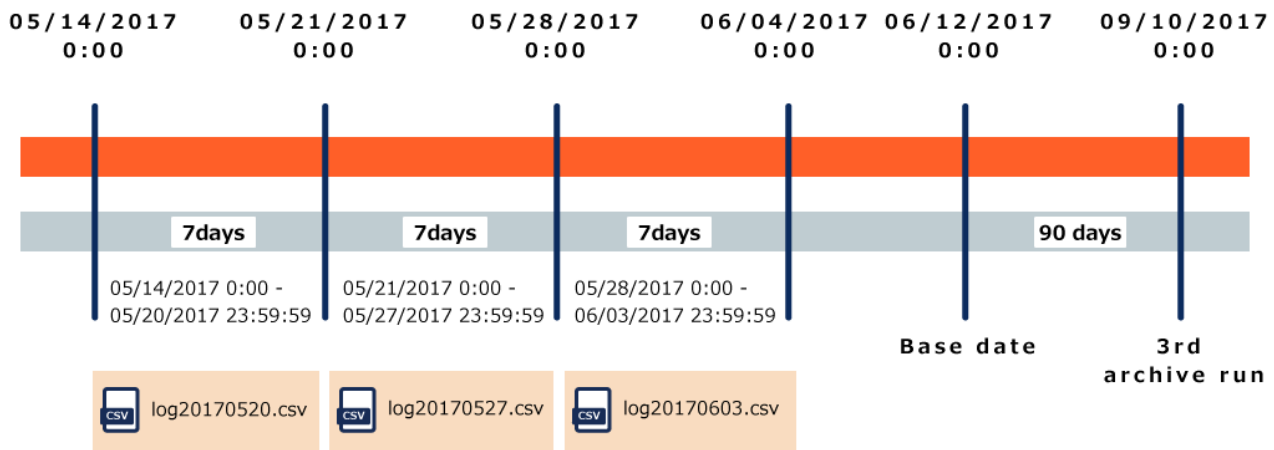 05/14/2017 05/21/2017 05/28/2017 06/04/2017 06/12/2017 09/10/2017
0:00 0:00 0:00 0:00 0:00 0:00
7days 7days 7days 90 days
05/14/2017 0:00 -
05/20/2017 23:59:59
05/21/2017 0:00 -
05/27/2017 23:59:59
05/28/2017 0:00 -
06/03/2017 23:59:59
Base date
3rd
archive run
CSV log20170520.csv
CSV log20170527.csv
CSV log20170603.csv